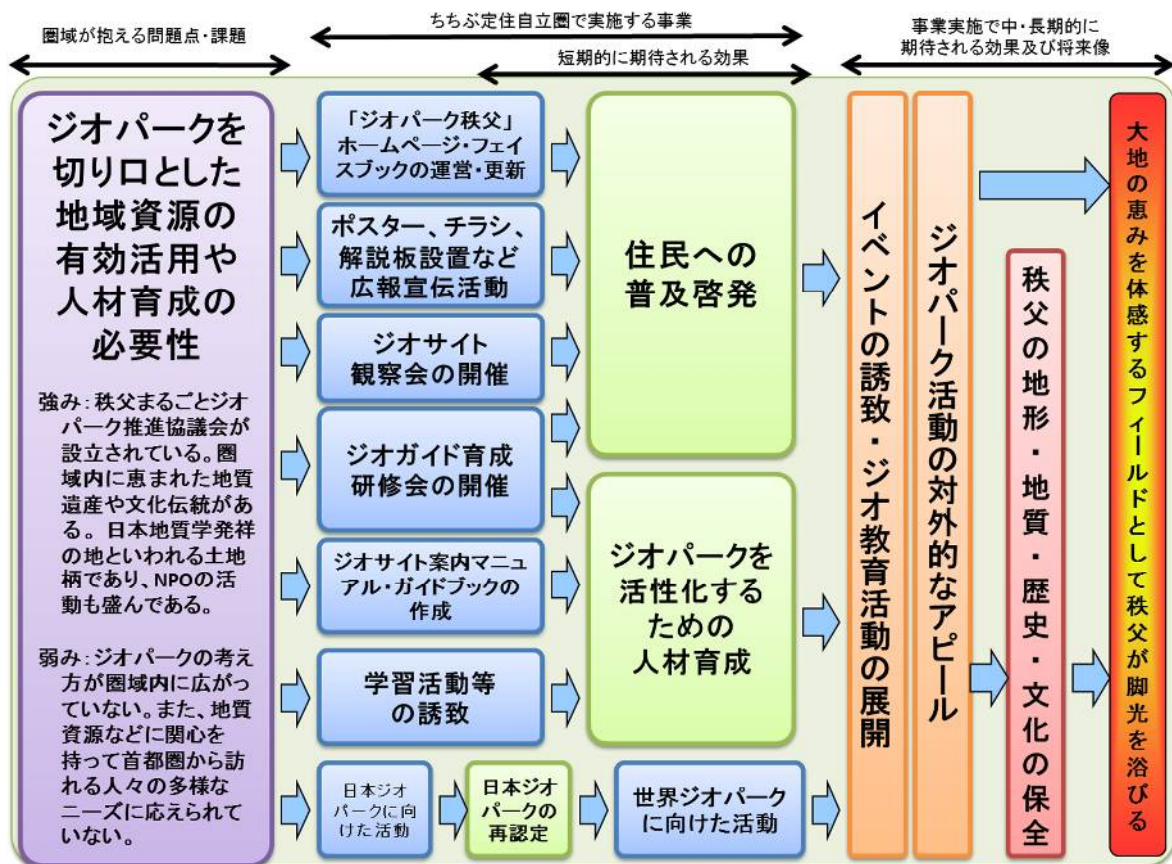 圏域が抱える問題点・課題
ちちぶ定住自立圏で実施する事業
短期的に期待される効果
事業実施で中・長期的に
期待される効果及び将来像
ジオパークを
切り口とした
地域資源の
有効活用や
人材育成の
必要性
強み：秩父まるごとジオ
パーク推進協議会が
設立されている。圏
域内に恵まれた地質
遺産や文化伝統があ
る。日本地質学発祥
の地といわれる土地
柄であり、NPOの活
動も盛んである。
弱み：ジオパークの考え
方が圏域内に広がっ
ていない。また、地質
資源などに関心を
持って首都圏から訪
れる人々の多様な
ニーズに応えられて
いない。
「ジオパーク秩父」
ホームページ・フェイ
スブックの運営・更新
ポスター、チラシ、
解説板設置など
広報宣伝活動
ジオサイト
観察会の開催
ジオガイド育成
研修会の開催
ジオサイト案内マニュ
アル・ガイドブックの
作成
学習活動等
の誘致
日本ジオ
パークに向
けた活動
日本ジオ
パークの
再認定
世界ジオパーク
に向けた活動
住民への
普及啓発
ジオパークを
活性化する
ための
人材育成
イベントの誘致・ジオ教育活動の展開
ジオパーク活動の対外的なアピール
秩父の地形・地質・歴史・文化の保全
大地の恵みを体感するフィールドとして秩父が脚光を浴びる